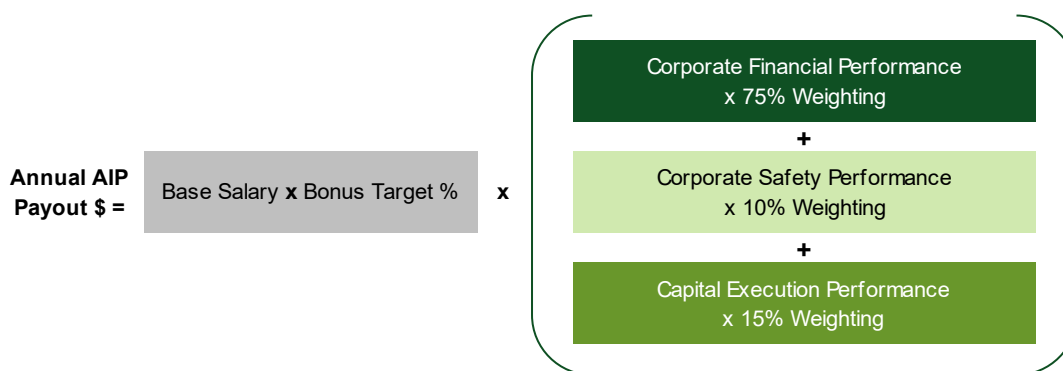 Annual AIP
Payout $ =
Base Salary x Bonus Target %
x
Corporate Financial Performance
x 75% Weighting
+
Corporate Safety Performance
x 10% Weighting
+
Capital Execution Performance
x 15% Weighting